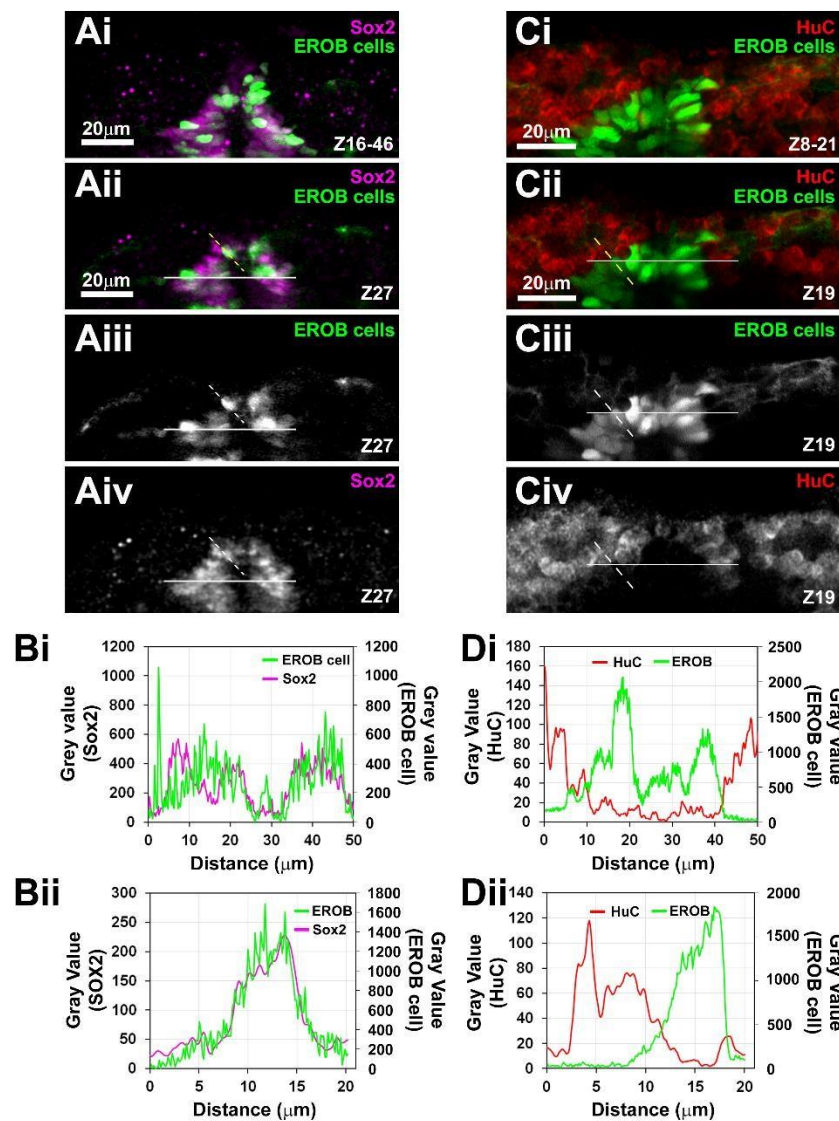 Ai
Sox2
EROB cells
20μm
Z16-46
Aii
Sox2
EROB cells
20μm
Z27
Aiii
EROB cells
Z27
Aiv
Sox2
Z27
Ci
HuC
EROB cells
20μm
Z8-21
Cii
HuC
EROB cells
20μm
Z19
Ciii
EROB cells
Z19
Civ
HuC
Z19
Bi
1200
1000
800
600
400
200
0
Grey value
(Sox2)
EROB cell
Sox2
1200
1000
800
600
400
200
0
Grey value
(EROB cell)
0 10 20 30 40 50
Distance (μm)
Di
180
160
140
120
100
80
60
40
20
0
Gray Value
(HuC)
HuC EROB
2500
2000
1500
1000
500
0
Gray Value
(EROB cell)
0 10 20 30 40 50
Distance (μm)
Bii
300
250
200
150
100
50
0
Gray Value
(SOX2)
EROB
Sox2
1800
1600
1400
1200
1000
800
600
400
200
0
Gray Value
(EROB cell)
0 5 10 15 20
Distance (μm)
Dii
140
120
100
80
60
40
20
0
Gray Value
(HuC)
HuC EROB
2000
1500
1000
500
0
Gray Value
(EROB cell)
0 5 10 15 20
Distance (μm)